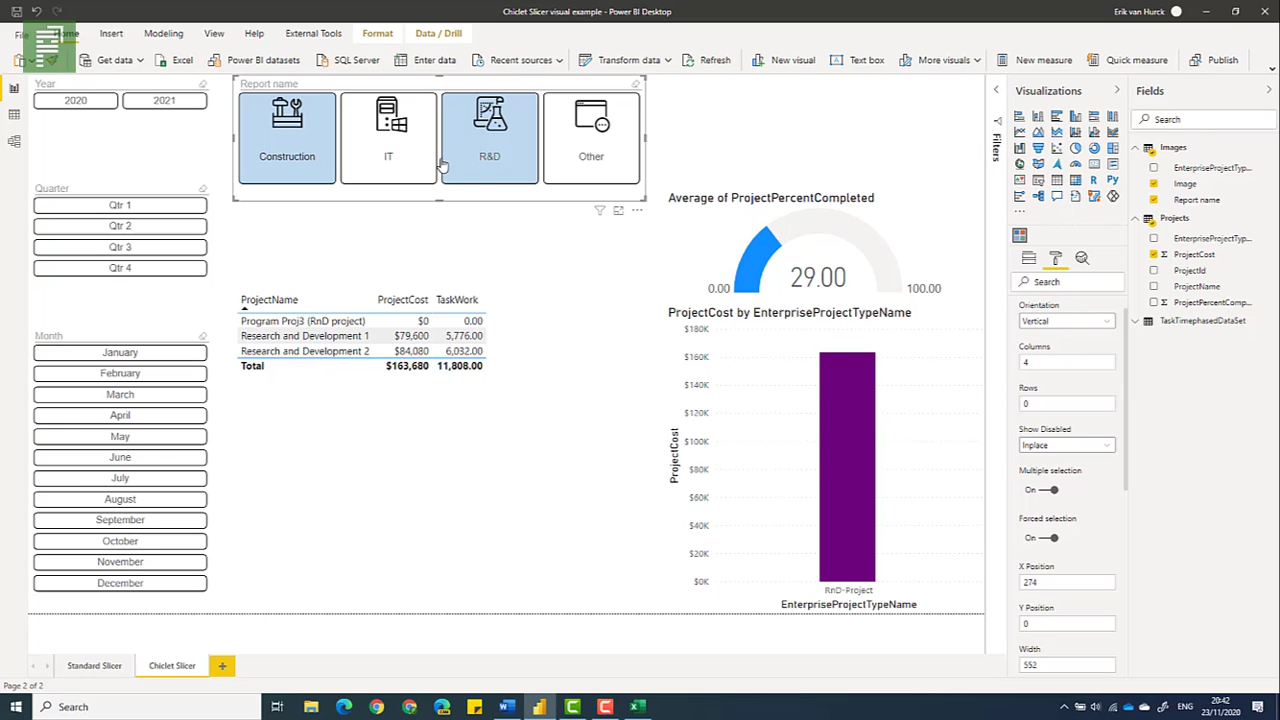 Chiclet Slicer visual example - Power BI Desktop
Erik van Hurck
File Home Insert Modeling View Help External Tools Format Data / Drill
Get data Excel Power BI datasets SQL Server Enter data Recent sources Transform data Refresh New visual Text box More visuals New measure Quick measure Publish
Year
2020 2021
Quarter
Qtr 1
Qtr 2
Qtr 3
Qtr 4
Month
January
February
March
April
May
June
July
August
September
October
November
December
Report name
Construction IT R&D Other
ProjectName ProjectCost TaskWork
Program Proj3 (RnD project) $0 0.00
Research and Development 1 $79,600 5,776.00
Research and Development 2 $84,080 6,032.00
Total $163,680 11,808.00
Average of ProjectPercentCompleted
29.00
0.00 100.00
ProjectCost by EnterpriseProjectTypeName
$180K
$160K
$140K
$120K
$100K
$80K
$60K
$40K
$20K
$0K
ProjectCost
RnD-Project
EnterpriseProjectTypeName
Filters
Visualizations
R Py
Search
Orientation
Vertical
Columns
4
Rows
0
Show Disabled
Inplace
Multiple selection
On
Forced selection
On
X Position
274
Y Position
0
Width
552
Fields
Search
Images
EnterpriseProjectTyp...
Image
Report name
Projects
EnterpriseProjectTyp...
ProjectCost
ProjectId
ProjectName
ProjectPercentComp...
TaskTimephasedDataSet
Standard Slicer Chiclet Slicer +
Page 2 of 2
Search
ENG
20:42
23/11/2020